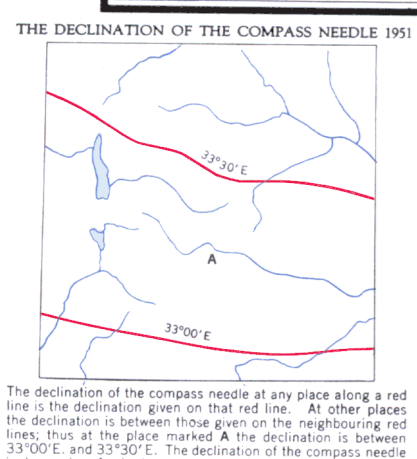 THE DECLINATION OF THE COMPASS NEEDLE 1951
33°30'E
A
33°00'E
The declination of the compass needle at any place along a red
line is the declination given on that red line. At other places
the declination is between those given on the neighbouring red
lines; thus at the place marked A the declination is between
33°00'E. and 33°30' E. The declination of the compass needle